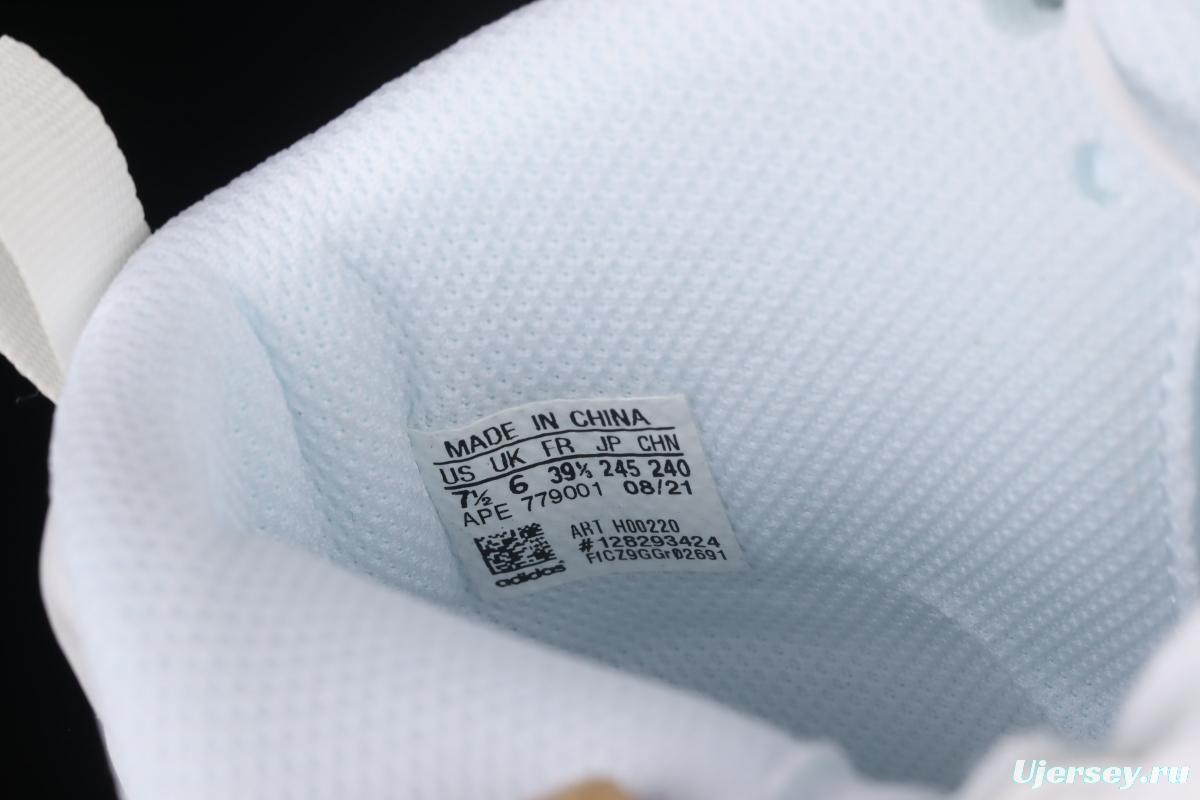 MADE IN CHINA
US UK FR JP CHN
7½ 6 39⅓ 245 240
APE 779001 08/21
ART H00220
#128293424
adidas
Ujersey.ru